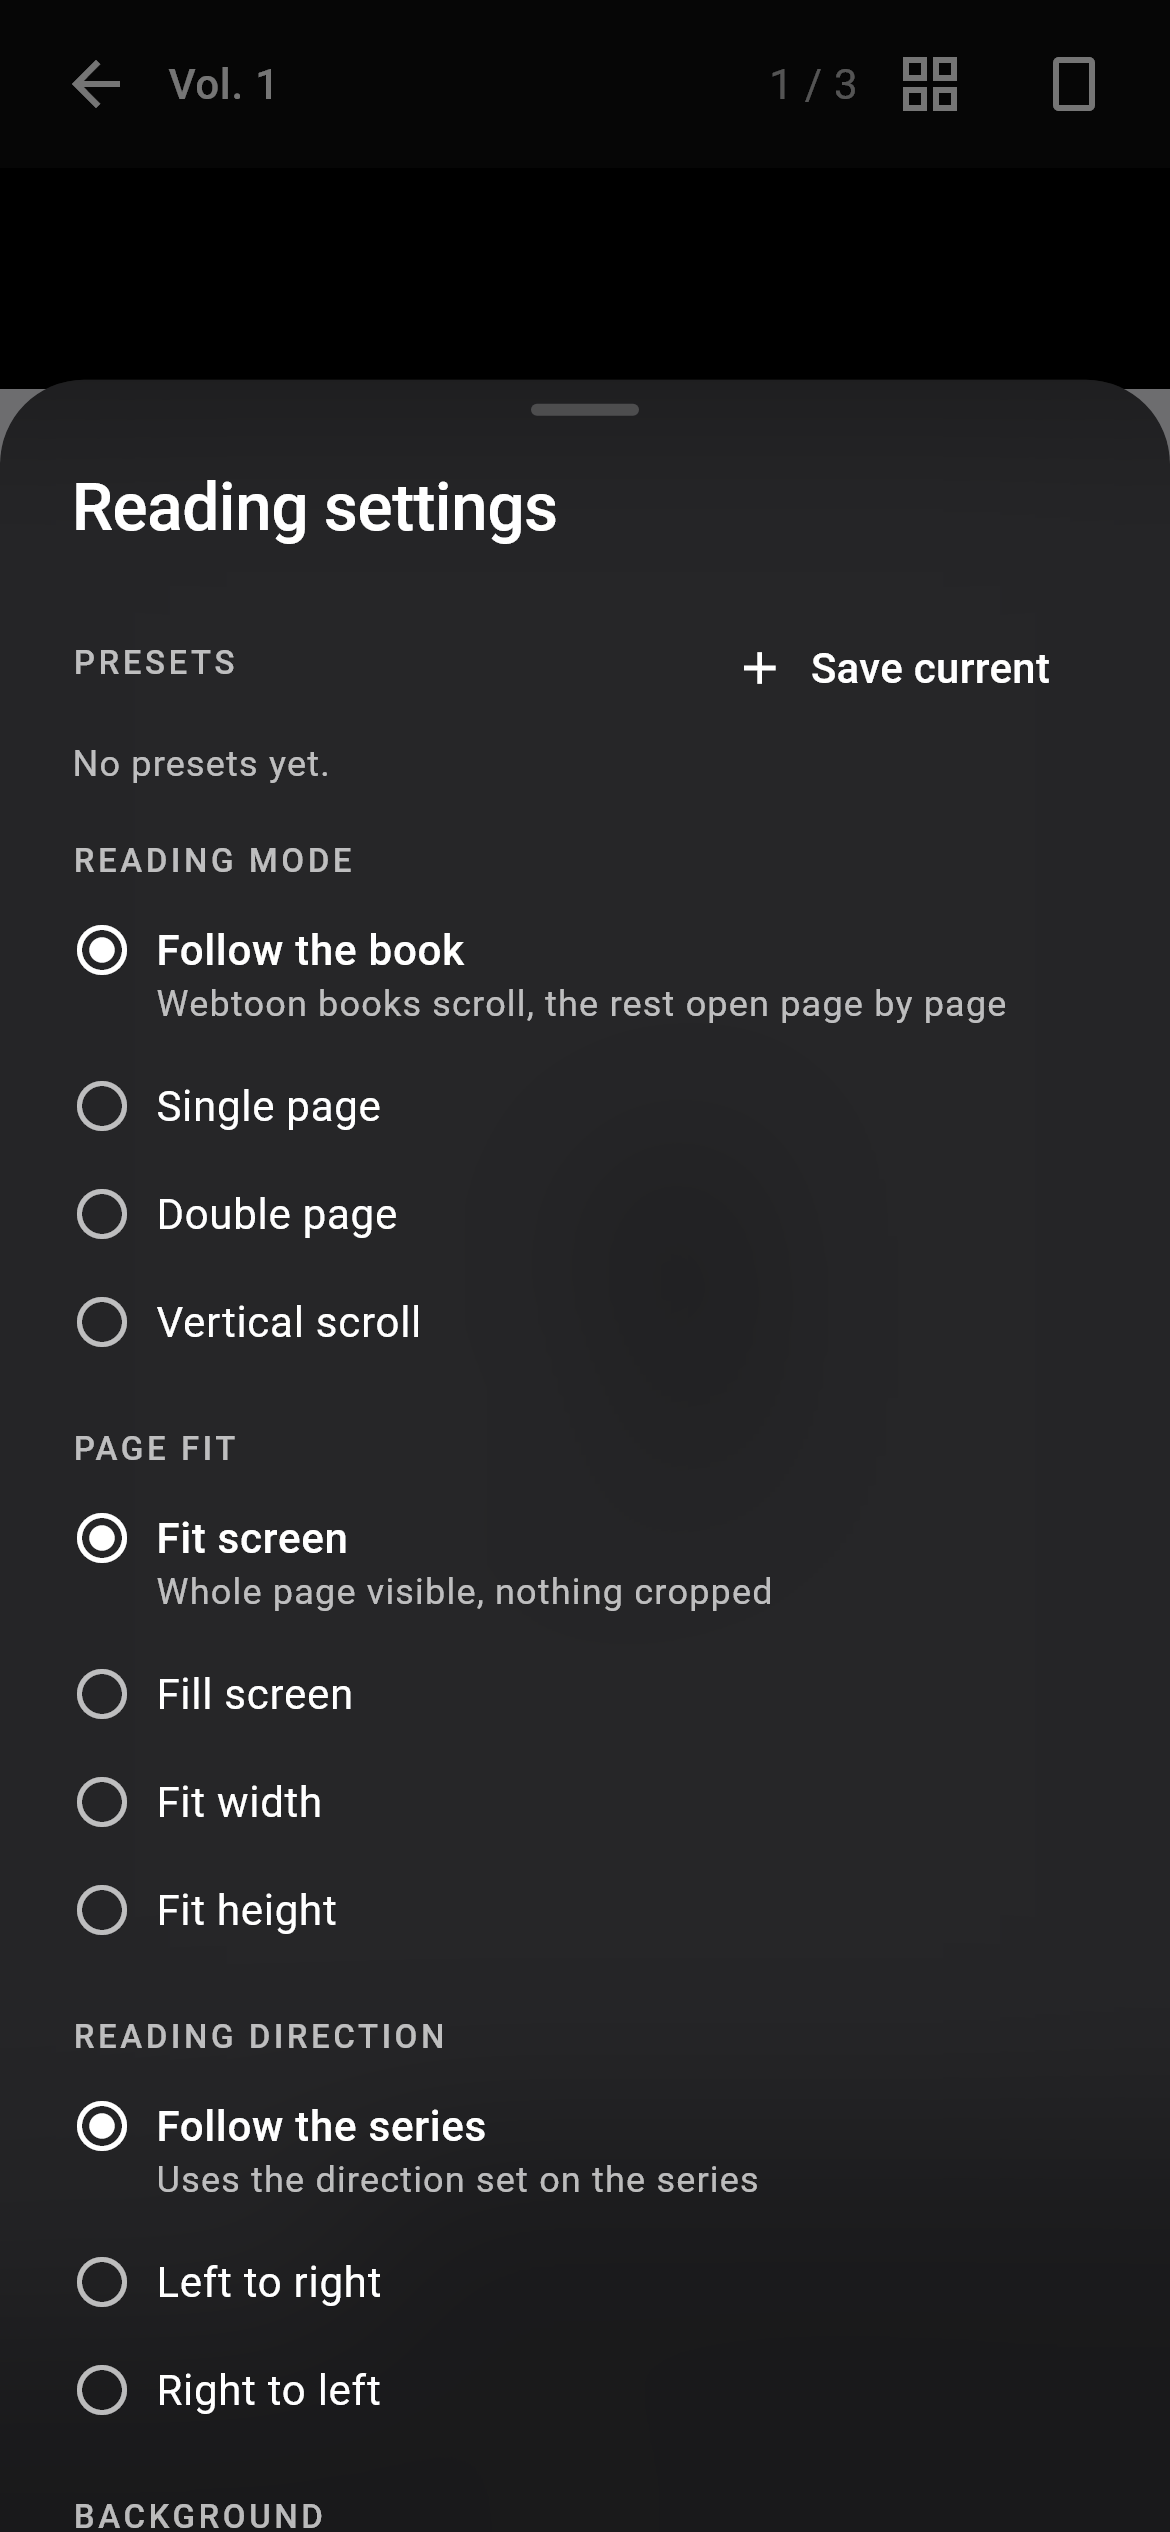 Vol. 1
1 / 3
Reading settings
PRESETS
Save current
No presets yet.
READING MODE
Follow the book
Webtoon books scroll, the rest open page by page
Single page
Double page
Vertical scroll
PAGE FIT
Fit screen
Whole page visible, nothing cropped
Fill screen
Fit width
Fit height
READING DIRECTION
Follow the series
Uses the direction set on the series
Left to right
Right to left
BACKGROUND